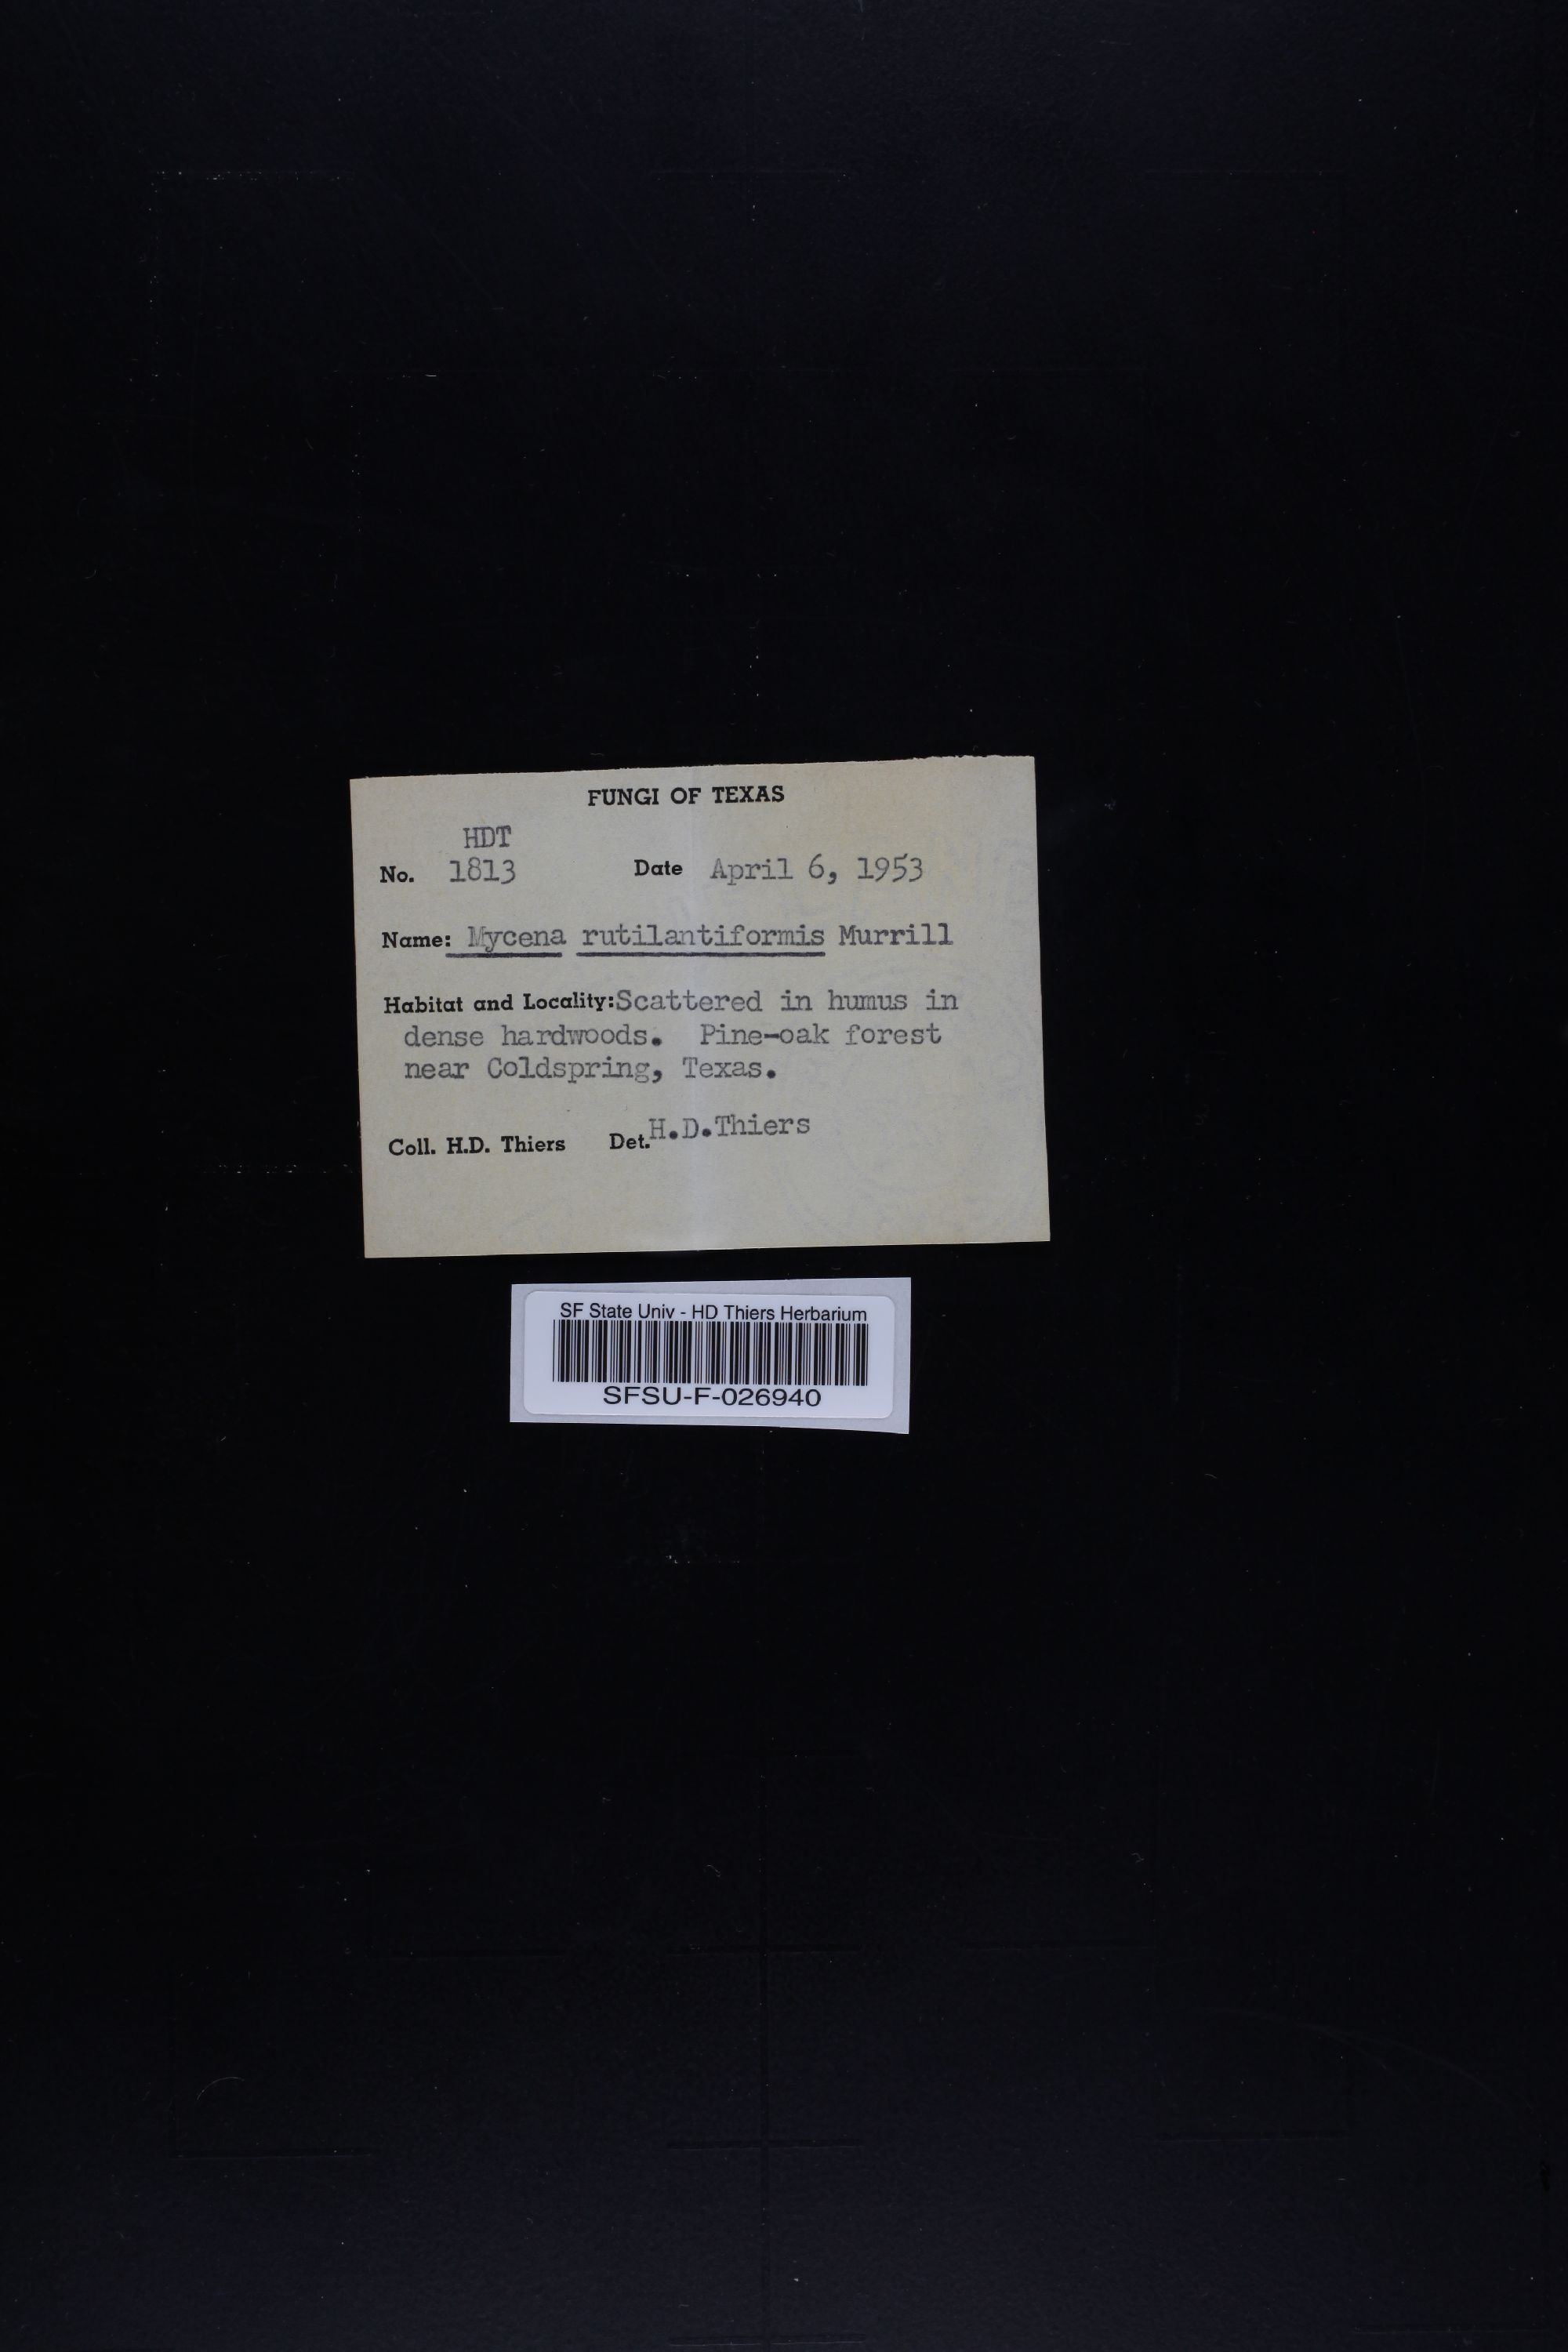 FUNGI OF TEXAS
HDT
No. 1813 Date April 6, 1953
Name: Mycena rutilantiformis Murrill
Habitat and Locality: Scattered in humus in
dense hardwoods. Pine-oak forest
near Coldspring, Texas.
Coll. H.D. Thiers Det. H.D.Thiers
SF State Univ - HD Thiers Herbarium
SFSU-F-026940